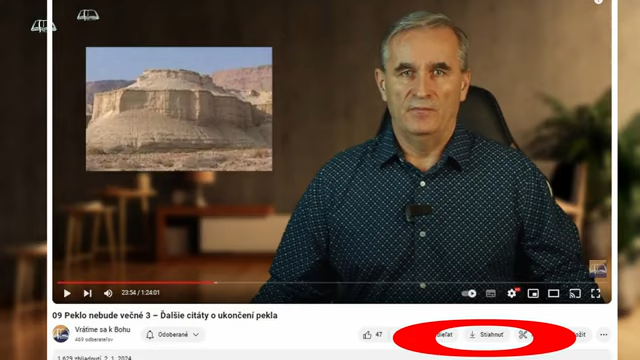 23:54 / 1:24:01
09 Peklo nebude večné 3 – Ďalšie citáty o ukončení pekla
Vráťme sa k Bohu
469 odberateľov
Odoberané
47
Stiahnuť
1 629 zhliadnutí 2. 1. 2024